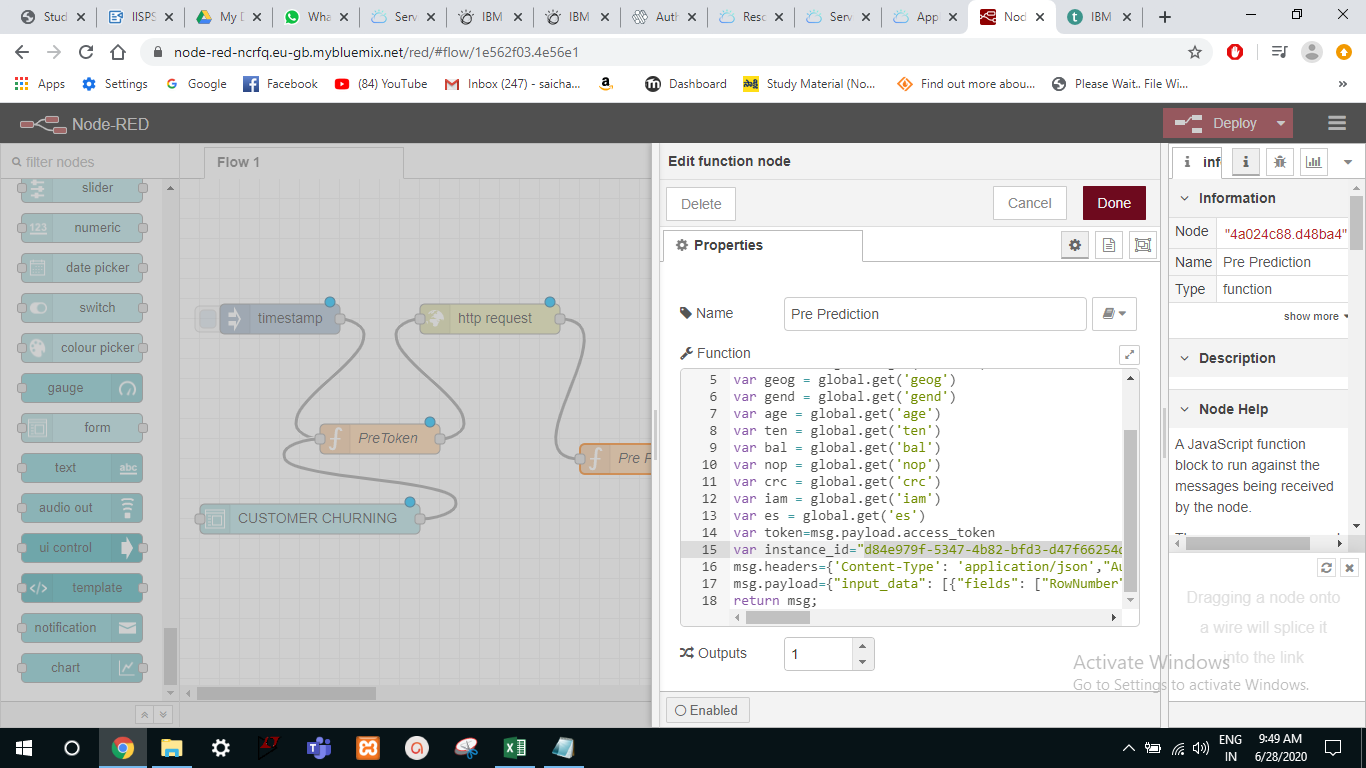 Stud
IISPS
My D
Wha
Serv
IBM
IBM
Auth
Reso
Serv
Appl
Nod
IBM
node-red-ncrfq.eu-gb.mybluemix.net/red/#flow/1e562f03.4e56e1
Apps
Settings
Google
Facebook
(84) YouTube
Inbox (247) - saicha...
Dashboard
Study Material (No...
Find out more abou...
Please Wait.. File Wi...
»
Node-RED
Deploy
filter nodes
Flow 1
Edit function node
inf
slider
numeric
date picker
switch
colour picker
gauge
form
text
audio out
ui control
template
notification
chart
timestamp
http request
PreToken
Pre P
CUSTOMER CHURNING
Delete
Cancel
Done
Properties
Name
Pre Prediction
Function
5 var geog = global.get('geog')
6 var gend = global.get('gend')
7 var age = global.get('age')
8 var ten = global.get('ten')
9 var bal = global.get('bal')
10 var nop = global.get('nop')
11 var crc = global.get('crc')
12 var iam = global.get('iam')
13 var es = global.get('es')
14 var token=msg.payload.access_token
15 var instance_id="d84e979f-5347-4b82-bfd3-d47f66254
16 msg.headers={'Content-Type': 'application/json',"Au
17 msg.payload={"input_data": [{"fields": ["RowNumber"
18 return msg;
Outputs
1
Enabled
Information
Node "4a024c88.d48ba4"
Name Pre Prediction
Type function
show more
Description
Node Help
A JavaScript function
block to run against the
messages being received
by the node.
Dragging a node onto
a wire will splice it
into the link
Activate Windows
Go to Settings to activate Windows.
ENG
IN
9:49 AM
6/28/2020